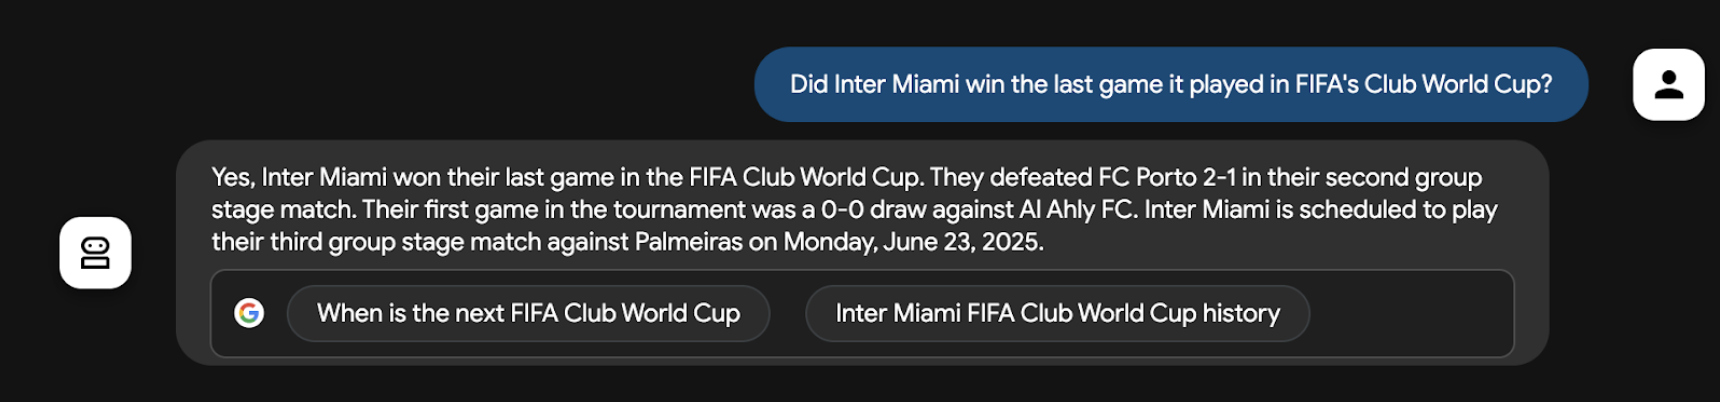 Did Inter Miami win the last game it played in FIFA's Club World Cup?
Yes, Inter Miami won their last game in the FIFA Club World Cup. They defeated FC Porto 2-1 in their second group
stage match. Their first game in the tournament was a 0-0 draw against Al Ahly FC. Inter Miami is scheduled to play
their third group stage match against Palmeiras on Monday, June 23, 2025.
When is the next FIFA Club World Cup
Inter Miami FIFA Club World Cup history